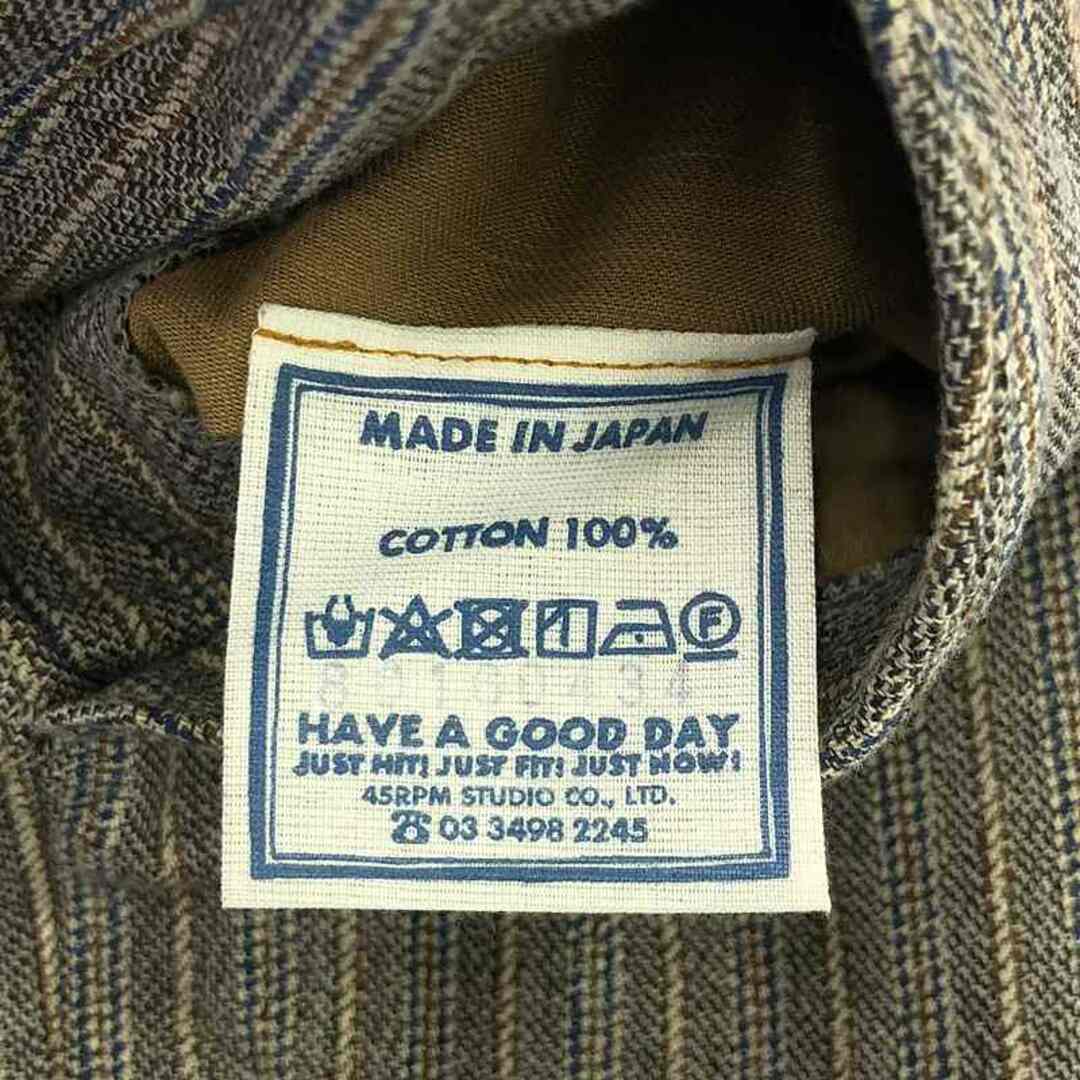 MADE IN JAPAN
COTTON 100%
F
HAVE A GOOD DAY
JUST HIT! JUST FIT! JUST NOW!
45RPM STUDIO CO., LTD.
☎ 03 3498 2245